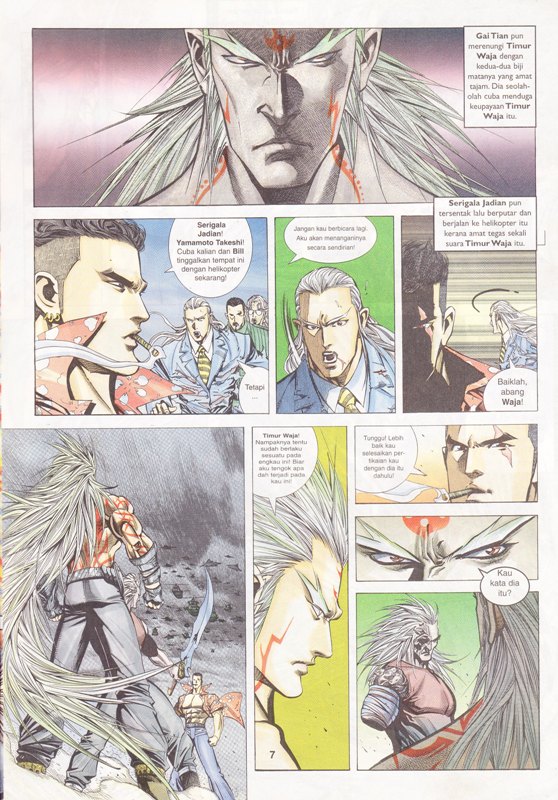 Gai Tian pun
merenungi Timur
Waja dengan
kedua-dua biji
matanya yang amat
tajam. Dia seolah-
olah cuba menduga
keupayaan Timur
Waja itu.
Serigala
Jadian!
Yamamoto Takeshi!
Cuba kalian dan Bill
tinggalkan tempat ini
dengan helikopter
sekarang!
Tetapi
...
Jangan kau berbicara lagi.
Aku akan menanganinya
secara sendirian!
Serigala Jadian pun
tersentak lalu berputar dan
berjalan ke helikopter itu
kerana amat tegas sekali
suara Timur Waja itu.
Baiklah,
abang
Waja!
Timur Waja!
Nampaknya tentu
sudah berlaku
sesuatu pada
engkau ini! Biar
aku tengok apa
dah terjadi pada
kau ini!
Tunggu! Lebih
baik kau
selesaikan per-
tikaian kau
dengan dia itu
dahulu!
Kau
kata dia
itu?
7